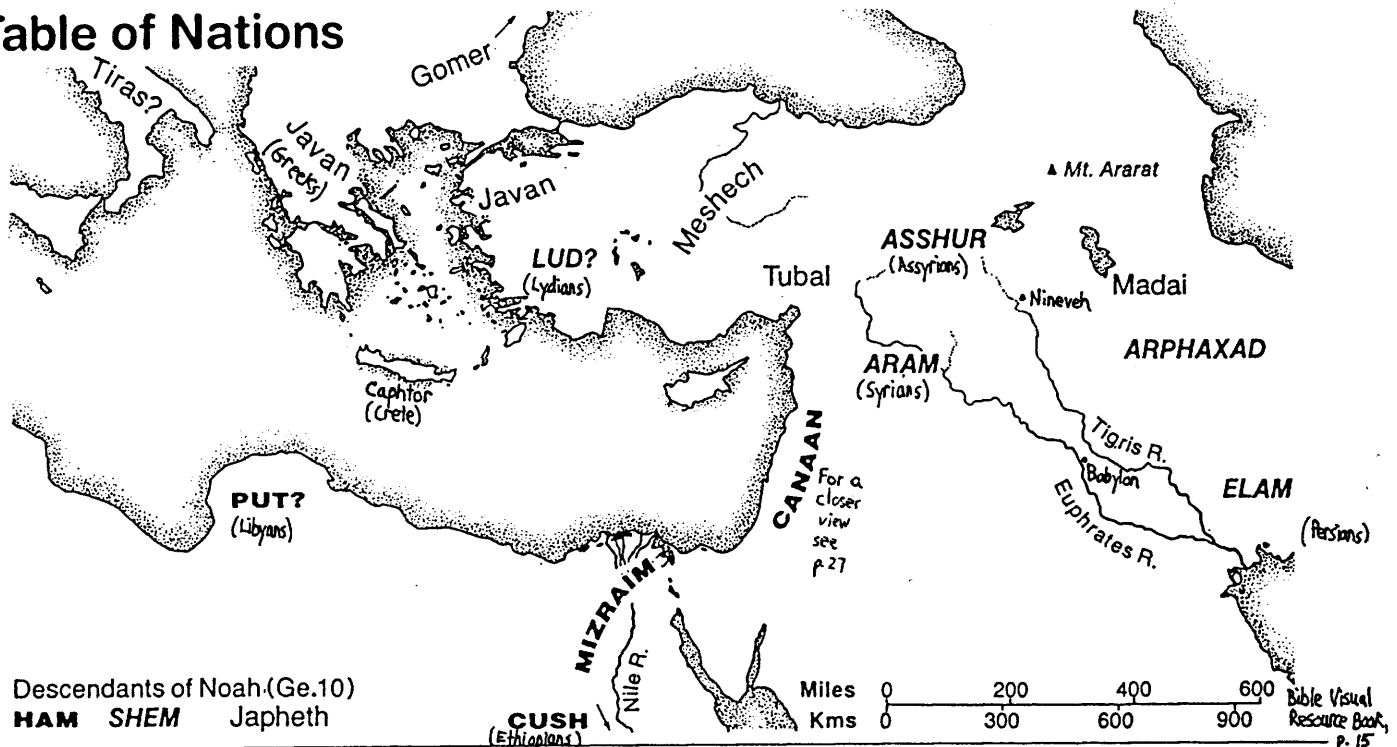 Table of Nations
Tiras?
Gomer
Javan
(Greeks)
Javan
Meshech
Mt. Ararat
LUD?
(Lydians)
Tubal
ASSHUR
(Assyrians)
Nineveh
Madai
ARPHAXAD
ARAM
(Syrians)
Caphtor
(Crete)
CANAAN
For a
closer
view
see
p.27
Tigris R.
Babylon
Euphrates R.
ELAM
(Persians)
PUT?
(Libyans)
MIZRAIM
Nile R.
CUSH
(Ethiopians)
Descendants of Noah (Ge.10)
HAM SHEM Japheth
Miles 0 200 400 600
Kms 0 300 600 900
Bible Visual
Resource Book,
p. 15